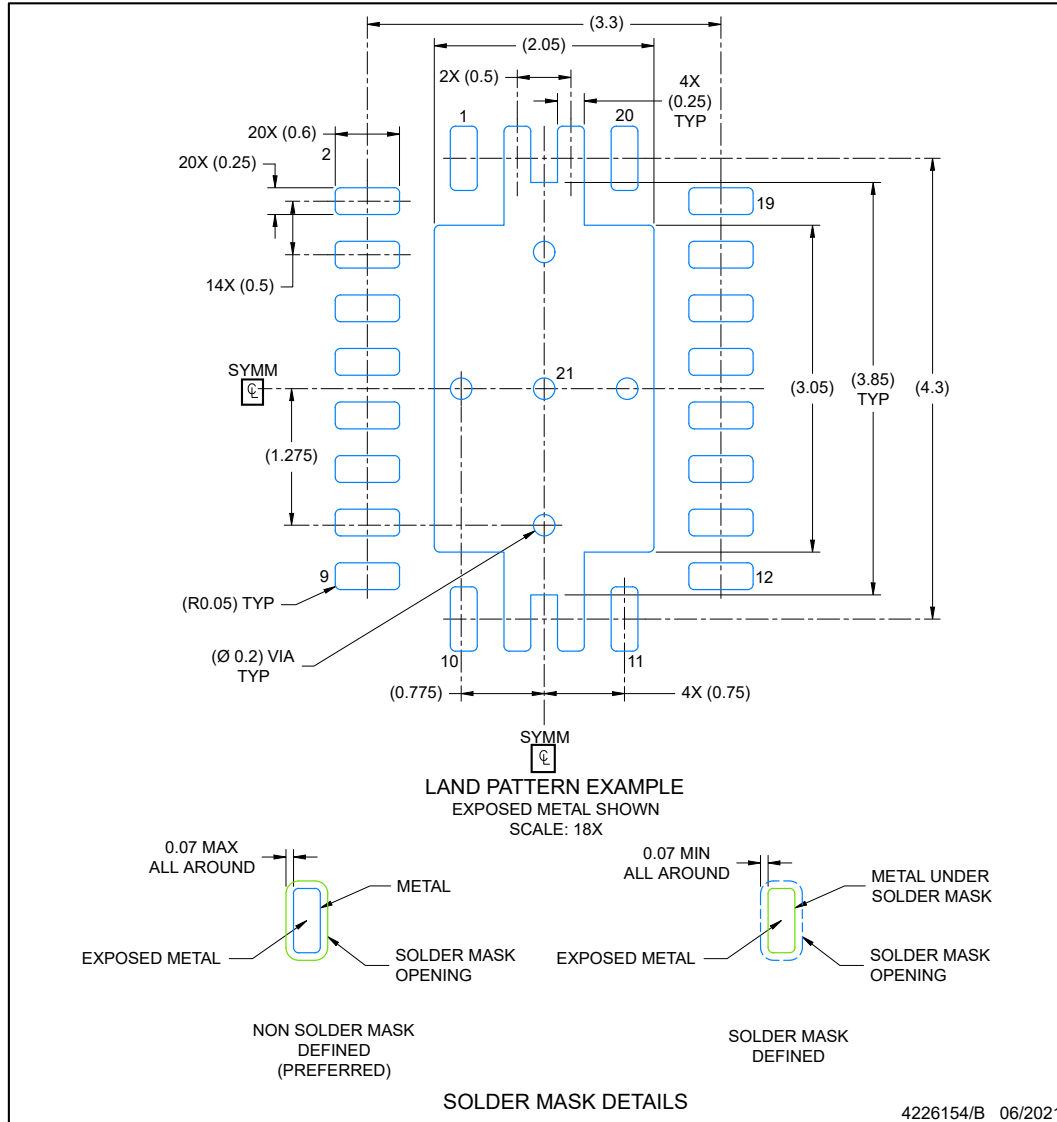 (3.3)
(2.05)
2X (0.5)
4X
(0.25)
TYP
1
20
20X (0.6)
2
20X (0.25)
19
14X (0.5)
SYMM
℄
21
(3.05)
(3.85)
TYP
(4.3)
(1.275)
9
12
(R0.05) TYP
(Ø 0.2) VIA
TYP
10
11
(0.775)
4X (0.75)
SYMM
℄
LAND PATTERN EXAMPLE
EXPOSED METAL SHOWN
SCALE: 18X
0.07 MAX
ALL AROUND
METAL
EXPOSED METAL
SOLDER MASK
OPENING
NON SOLDER MASK
DEFINED
(PREFERRED)
0.07 MIN
ALL AROUND
METAL UNDER
SOLDER MASK
EXPOSED METAL
SOLDER MASK
OPENING
SOLDER MASK
DEFINED
SOLDER MASK DETAILS
4226154/B 06/2021